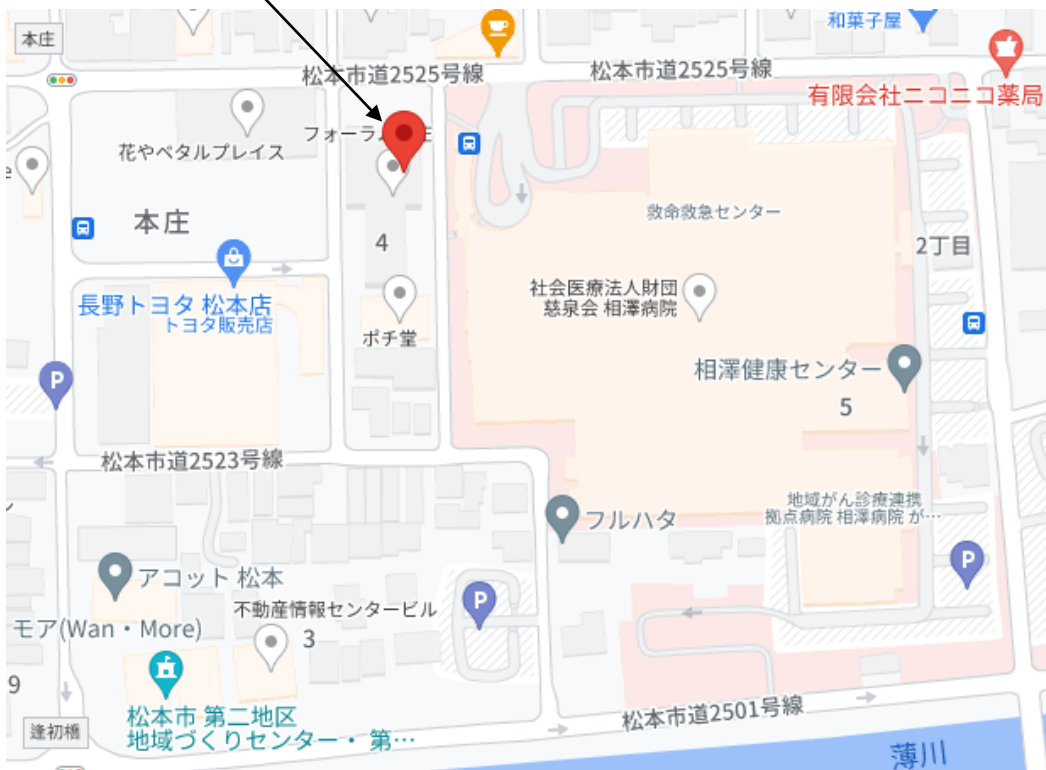 本庄
和菓子屋
松本市道2525号線
松本市道2525号線
有限会社ニコニコ薬局
フォーラ
花やペタルプレイス
本庄
救命救急センター
4
2丁目
社会医療法人財団
慈泉会 相澤病院
長野トヨタ 松本店
トヨタ販売店
ポチ堂
P
相澤健康センター
5
松本市道2523号線
地域がん診療連携
拠点病院 相澤病院 が…
フルハタ
P
アコット 松本
P
不動産情報センタービル
モア(Wan・More)
3
9
松本市 第二地区
地域づくりセンター・ 第…
松本市道2501号線
逢初橋
薄川